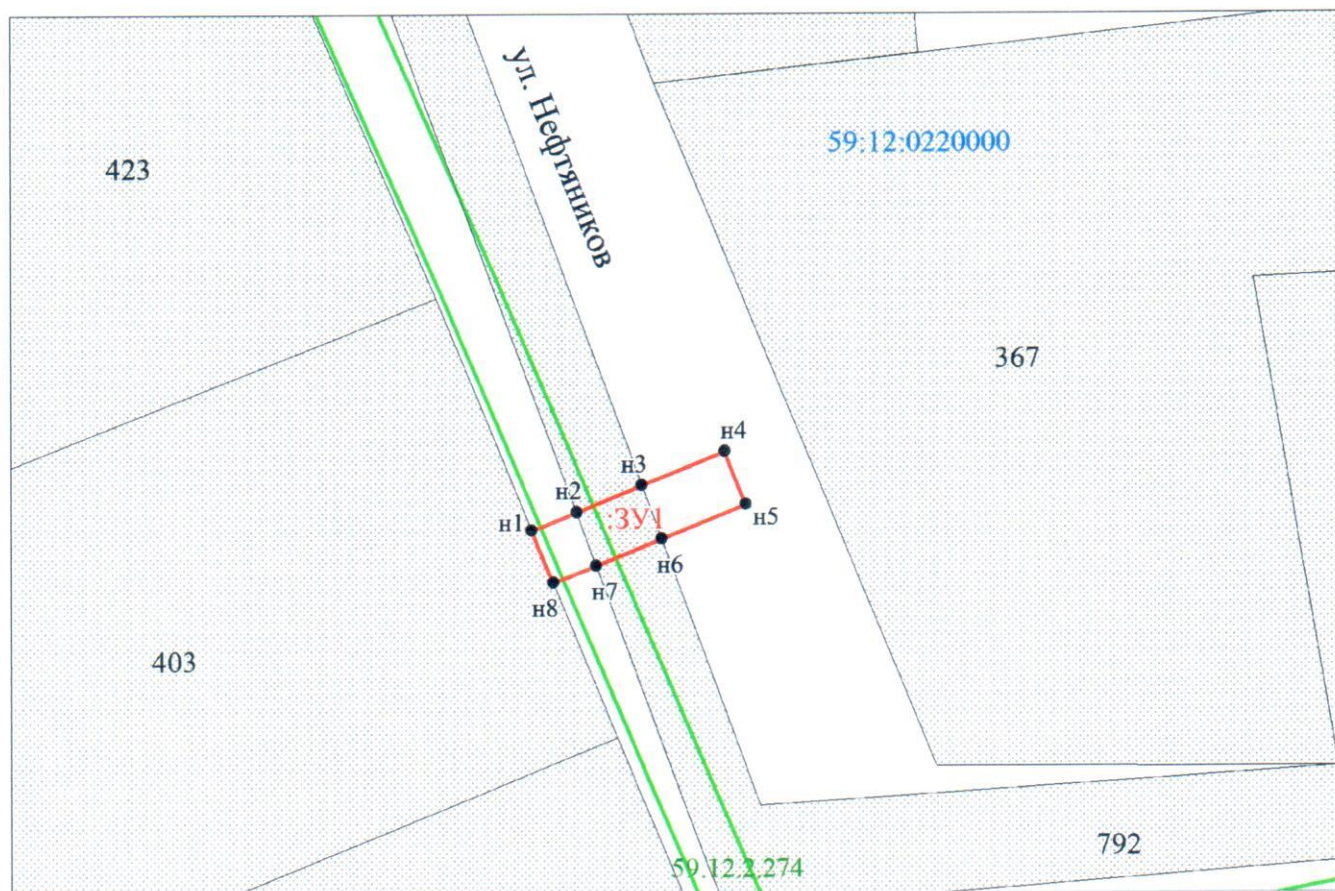 ул. Нефтяников
59:12:0220000
423
367
н4
н3
н2
н5
н1
:ЗУ1
н6
н7
н8
403
792
59.12.2.274